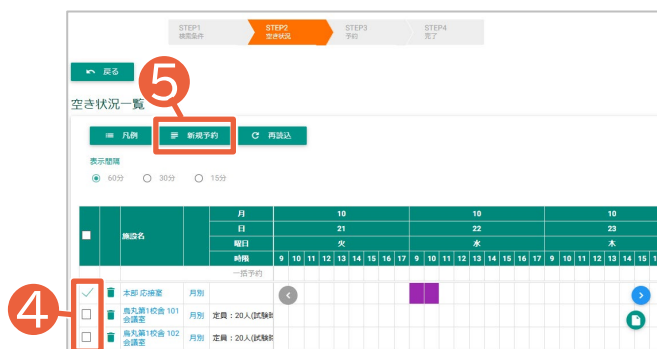 STEP1
検索条件
STEP2
空き状況
STEP3
予約
STEP4
完了
戻る
5
空き状況一覧
凡例
新規予約
再読込
表示間隔
60分 30分 15分
月 10 10 10
日 21 22 23
施設名
曜日 火 水 木
時限 9 10 11 12 13 14 15 16 17 9 10 11 12 13 14 15 16 17 9 10 11 12 13 14 15
一括予約
4
本部 応接室 月別
烏丸第1校舎 101 会議室 月別 定員:20人(試験時
烏丸第1校舎 102 会議室 月別 定員:20人(試験時